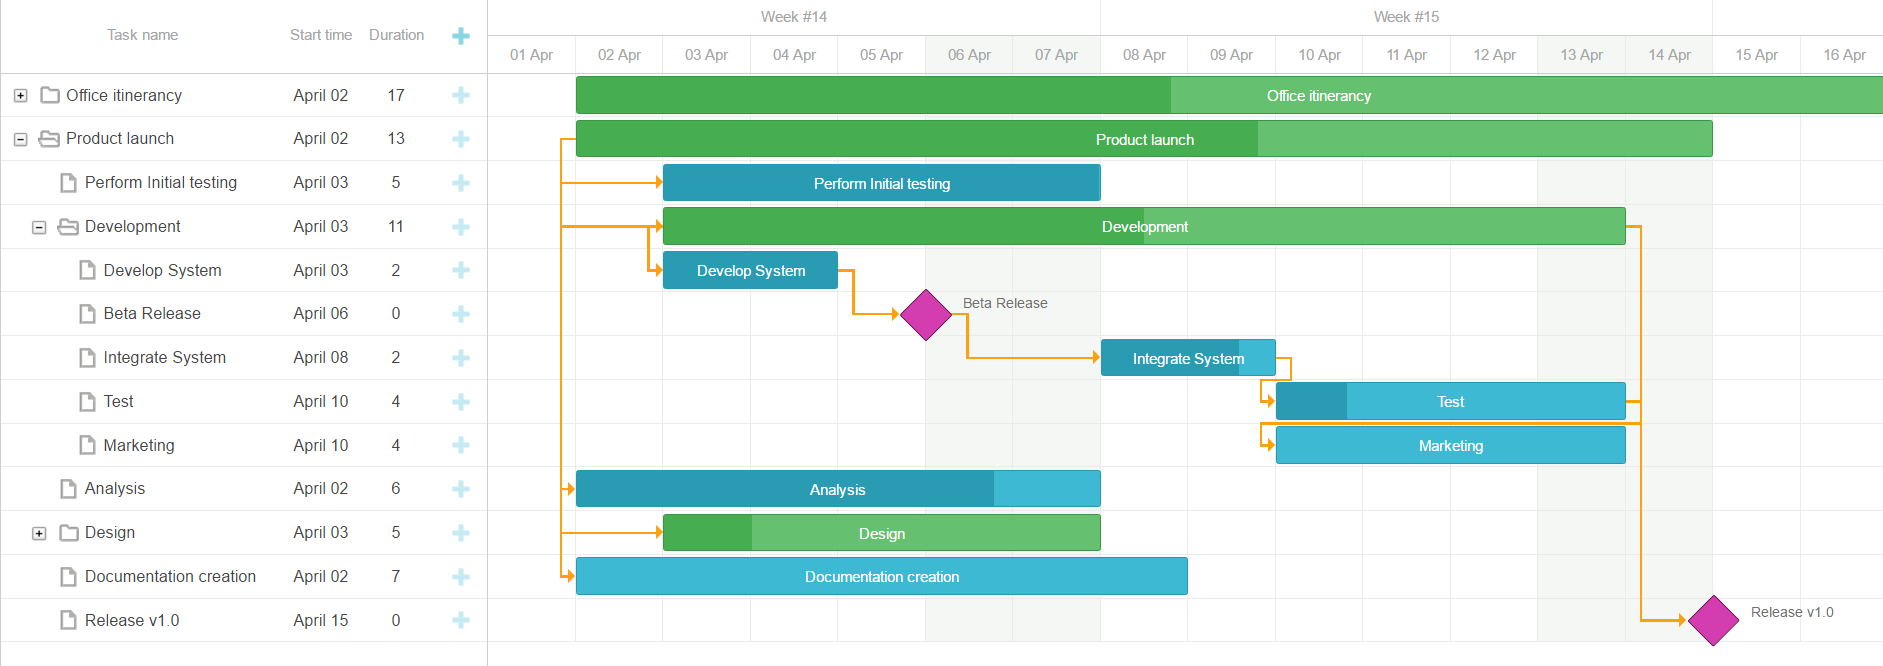 Task name Start time Duration
Week #14 Week #15
01 Apr 02 Apr 03 Apr 04 Apr 05 Apr 06 Apr 07 Apr 08 Apr 09 Apr 10 Apr 11 Apr 12 Apr 13 Apr 14 Apr 15 Apr 16 Apr
Office itinerancy April 02 17 Office itinerancy
Product launch April 02 13 Product launch
Perform Initial testing April 03 5 Perform Initial testing
Development April 03 11 Development
Develop System April 03 2 Develop System
Beta Release April 06 0 Beta Release
Integrate System April 08 2 Integrate System
Test April 10 4 Test
Marketing April 10 4 Marketing
Analysis April 02 6 Analysis
Design April 03 5 Design
Documentation creation April 02 7 Documentation creation
Release v1.0 April 15 0 Release v1.0